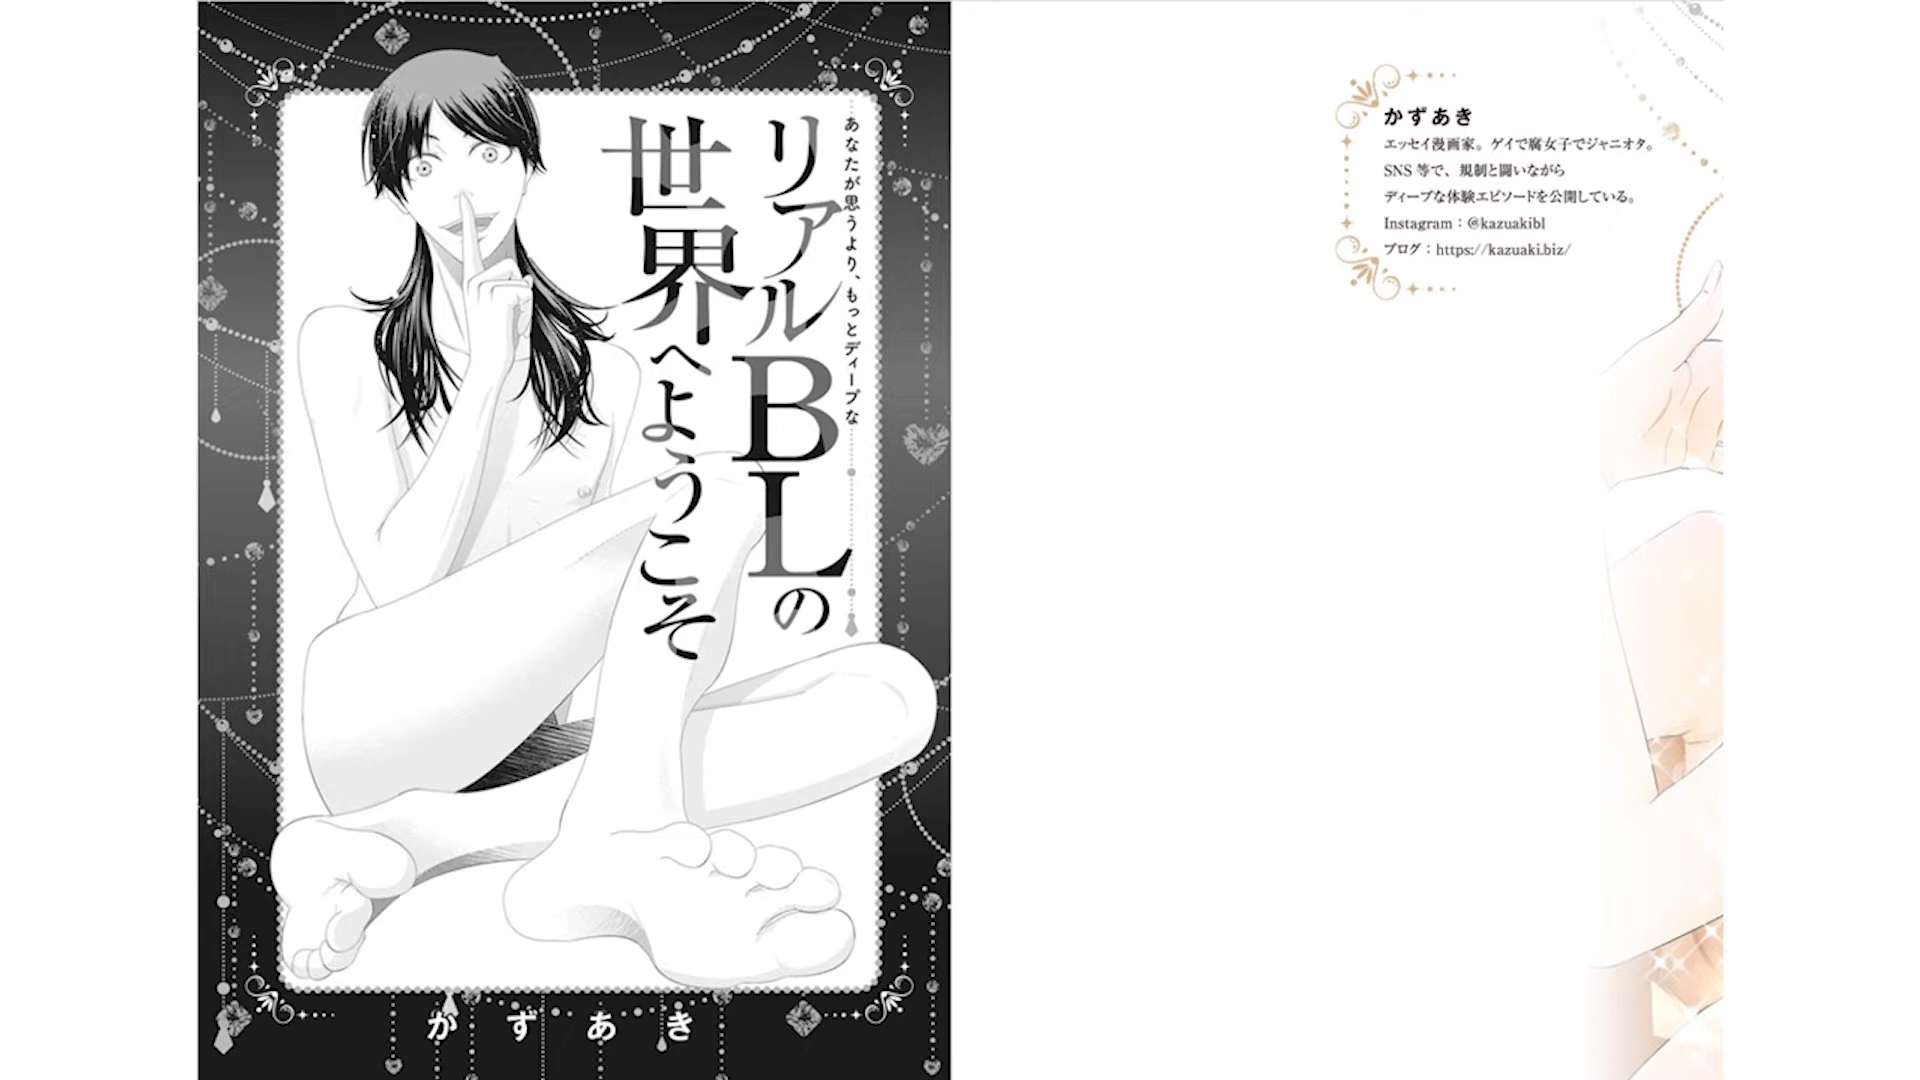 かずあき
エッセイ漫画家。ゲイで腐女子でジャニオタ。
SNS等で、規制と闘いながら
ディープな体験エピソードを公開している。
Instagram：@kazuakibl
ブログ：https://kazuaki.biz/
あなたが思うより、もっとディープな
リアルBLの
世界へようこそ
かずあき